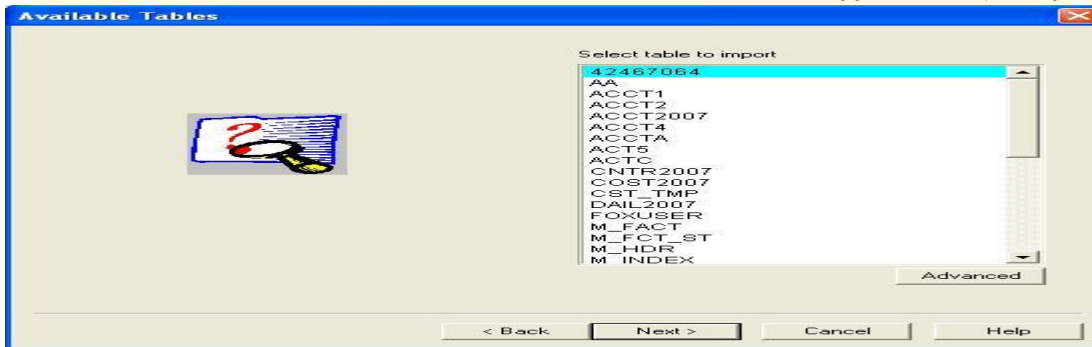 Available Tables
Select table to import
42467064
AA
ACCT1
ACCT2
ACCT2007
ACCT4
ACCTA
ACT5
ACTC
CNTR2007
COST2007
CST_TMP
DAIL2007
FOXUSER
M_FACT
M_FCT_ST
M_HDR
M_INDEX
Advanced
< Back
Next >
Cancel
Help